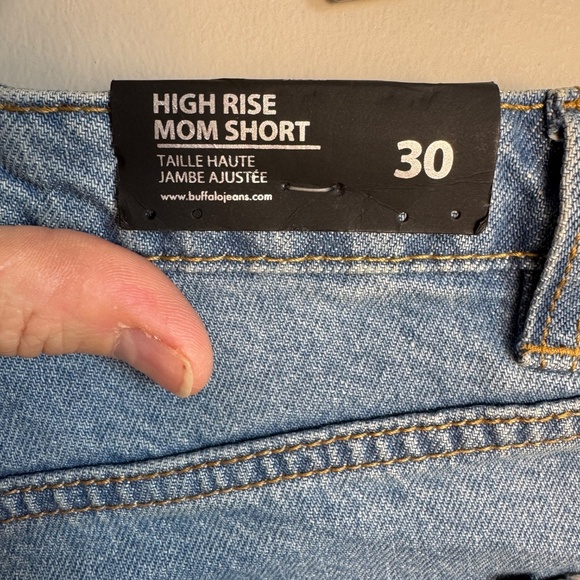 HIGH RISE
MOM SHORT
TAILLE HAUTE
JAMBE AJUSTÉE
www.buffalojeans.com
30